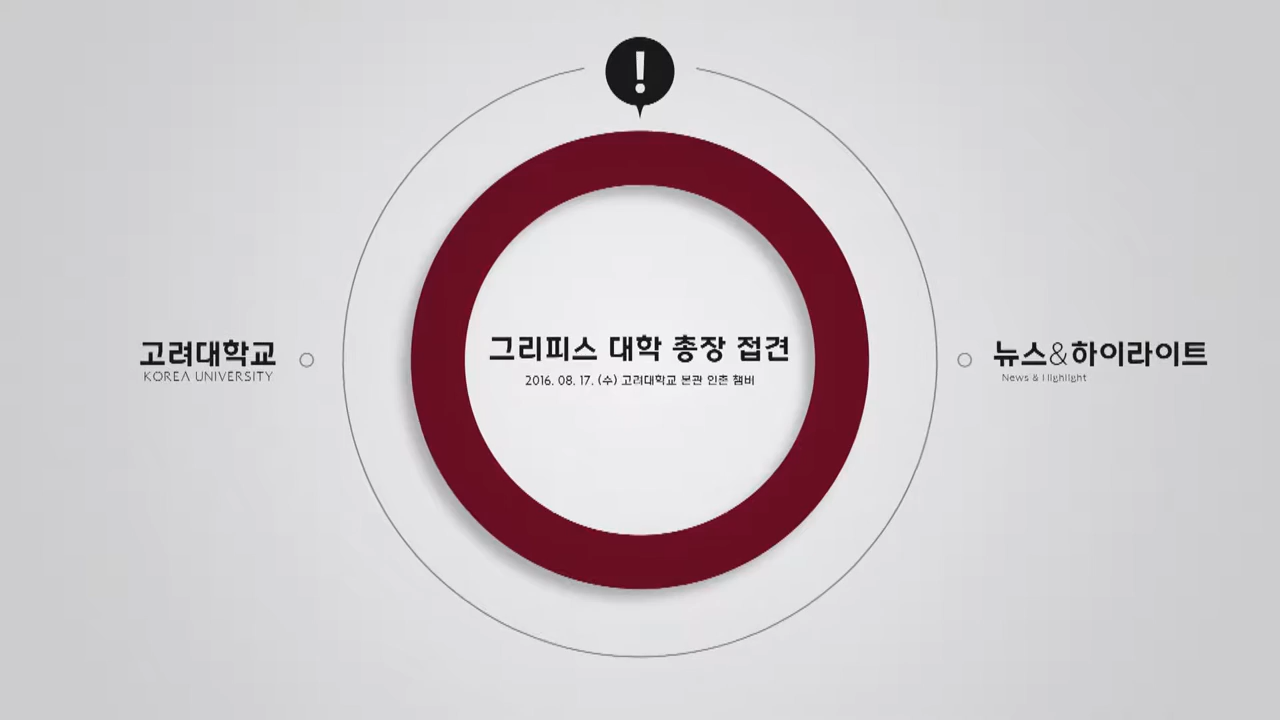 !
고려대학교
KOREA UNIVERSITY
그리피스 대학 총장 접견
2016. 08. 17. (수) 고려대학교 본관 인촌 챔비
뉴스&하이라이트
News & Highlight